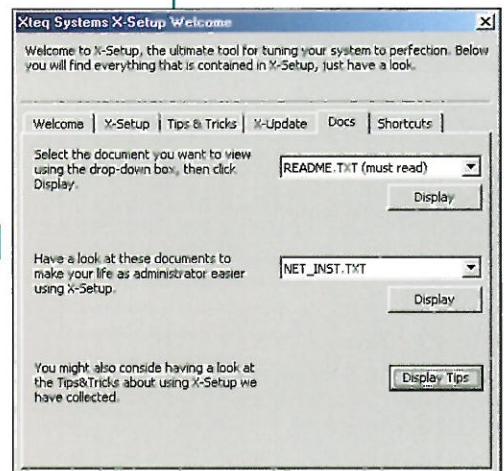 Xteq Systems X-Setup Welcome
Welcome to X-Setup, the ultimate tool for tuning your system to perfection. Below
you will find everything that is contained in X-Setup, just have a look.
Welcome
X-Setup
Tips & Tricks
X-Update
Docs
Shortcuts
Select the document you want to view
using the drop-down box, then click
Display.
README.TXT (must read)
Display
Have a look at these documents to
make your life as administrator easier
using X-Setup.
NET_INST.TXT
Display
You might also conside having a look at
the Tips&Tricks about using X-Setup we
have collected.
Display Tips